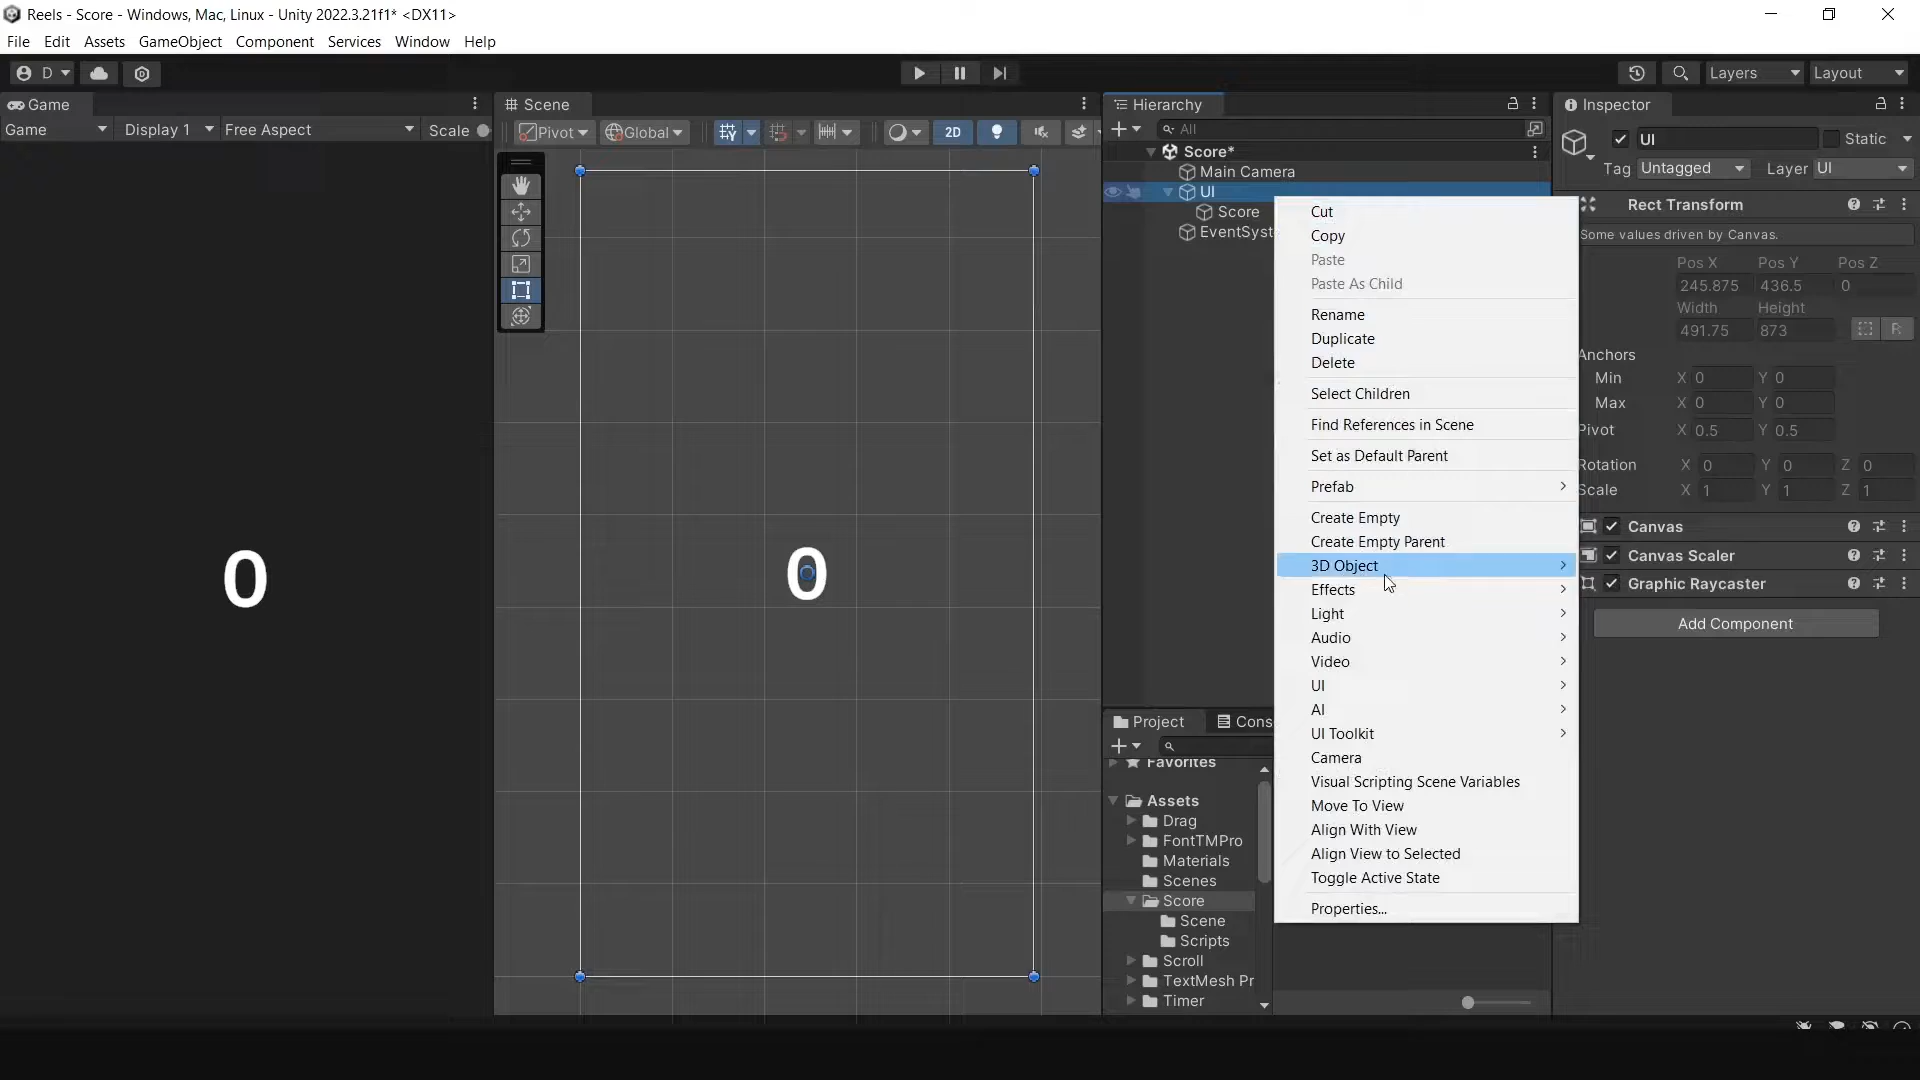 Reels - Score - Windows, Mac, Linux - Unity 2022.3.21f1* <DX11>
File Edit Assets GameObject Component Services Window Help
D
Layers
Layout
Game
Game Display 1 Free Aspect Scale
0
Scene
Pivot Global 2D
0
Hierarchy
All
Score*
Main Camera
UI
Score
EventSyst
Cut
Copy
Paste
Paste As Child
Rename
Duplicate
Delete
Select Children
Find References in Scene
Set as Default Parent
Prefab
Create Empty
Create Empty Parent
3D Object
Effects
Light
Audio
Video
UI
AI
UI Toolkit
Camera
Visual Scripting Scene Variables
Move To View
Align With View
Align View to Selected
Toggle Active State
Properties...
Project Cons
Favorites
Assets
Drag
FontTMPro
Materials
Scenes
Score
Scene
Scripts
Scroll
TextMesh Pr
Timer
Inspector
UI Static
Tag Untagged Layer UI
Rect Transform
Some values driven by Canvas.
Pos X Pos Y Pos Z
245.875 436.5 0
Width Height
491.75 873 R
Anchors
Min X 0 Y 0
Max X 0 Y 0
Pivot X 0.5 Y 0.5
Rotation X 0 Y 0 Z 0
Scale X 1 Y 1 Z 1
Canvas
Canvas Scaler
Graphic Raycaster
Add Component